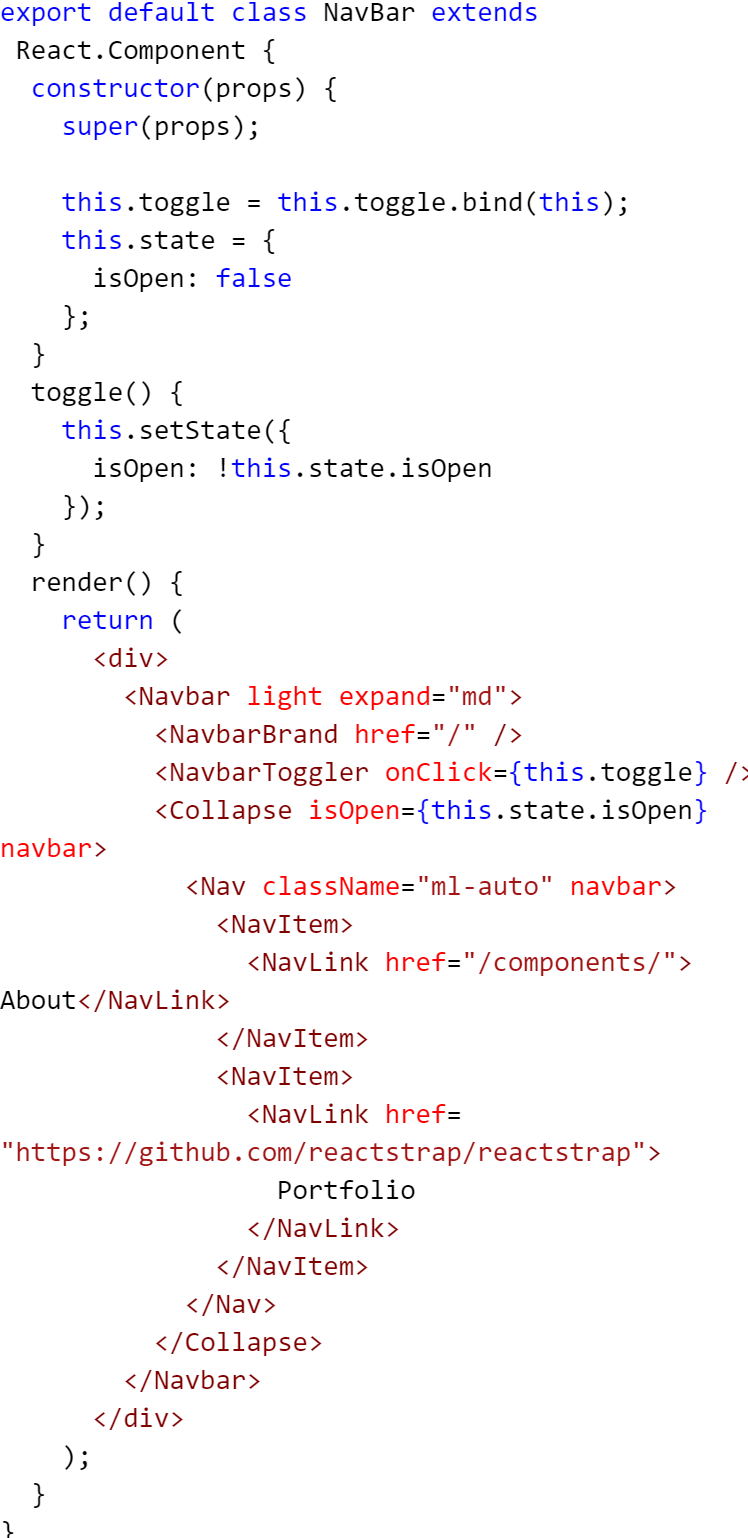 export default class NavBar extends
 React.Component {
  constructor(props) {
    super(props);

    this.toggle = this.toggle.bind(this);
    this.state = {
      isOpen: false
    };
  }
  toggle() {
    this.setState({
      isOpen: !this.state.isOpen
    });
  }
  render() {
    return (
      <div>
        <Navbar light expand="md">
          <NavbarBrand href="/" />
          <NavbarToggler onClick={this.toggle} />
          <Collapse isOpen={this.state.isOpen}
navbar>
            <Nav className="ml-auto" navbar>
              <NavItem>
                <NavLink href="/components/">
About</NavLink>
              </NavItem>
              <NavItem>
                <NavLink href=
"https://github.com/reactstrap/reactstrap">
                  Portfolio
                </NavLink>
              </NavItem>
            </Nav>
          </Collapse>
        </Navbar>
      </div>
    );
  }
}